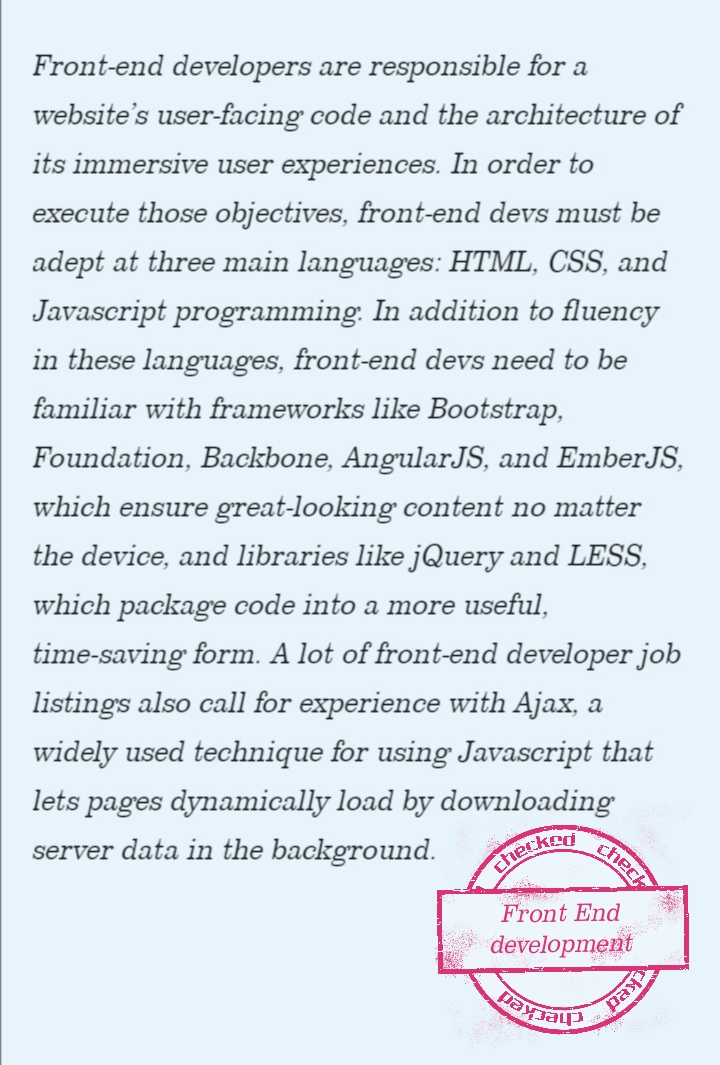 Front-end developers are responsible for a
website’s user-facing code and the architecture of
its immersive user experiences. In order to
execute those objectives, front-end devs must be
adept at three main languages: HTML, CSS, and
Javascript programming. In addition to fluency
in these languages, front-end devs need to be
familiar with frameworks like Bootstrap,
Foundation, Backbone, AngularJS, and EmberJS,
which ensure great-looking content no matter
the device, and libraries like jQuery and LESS,
which package code into a more useful,
time-saving form. A lot of front-end developer job
listings also call for experience with Ajax, a
widely used technique for using Javascript that
lets pages dynamically load by downloading
server data in the background.
checked check
Front End
development
checked checked cked